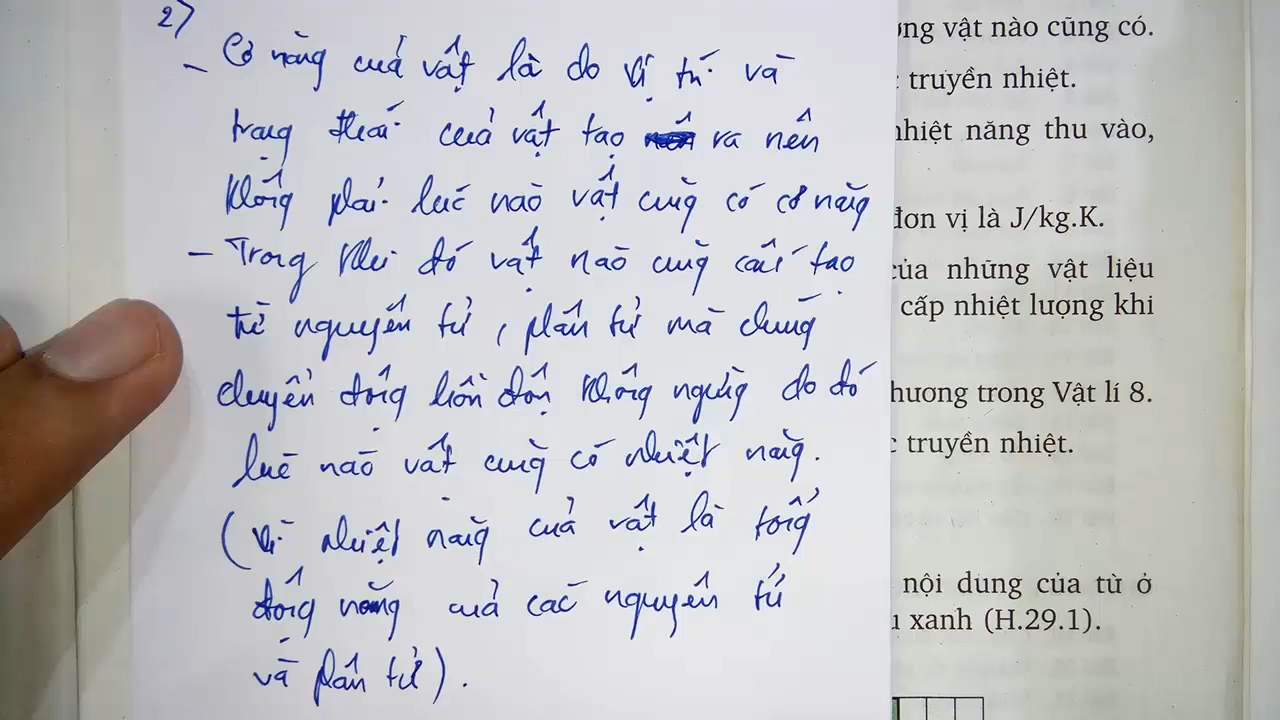 2)
- Cơ năng của vật là do vị trí và
trạng thái của vật tạo ra nên
không phải lúc nào vật cũng có cơ năng
- Trong khi đó vật nào cũng cấu tạo
từ nguyên tử, phân tử mà chúng
chuyển động hỗn độn không ngừng do đó
lúc nào vật cũng có nhiệt năng.
(Vì nhiệt năng của vật là tổng
động năng của các nguyên tử
và phân tử).
ng vật nào cũng có.
truyền nhiệt.
nhiệt năng thu vào,
đơn vị là J/kg.K.
của những vật liệu
cấp nhiệt lượng khi
hương trong Vật lí 8.
truyền nhiệt.
nội dung của từ ở
xanh (H.29.1).